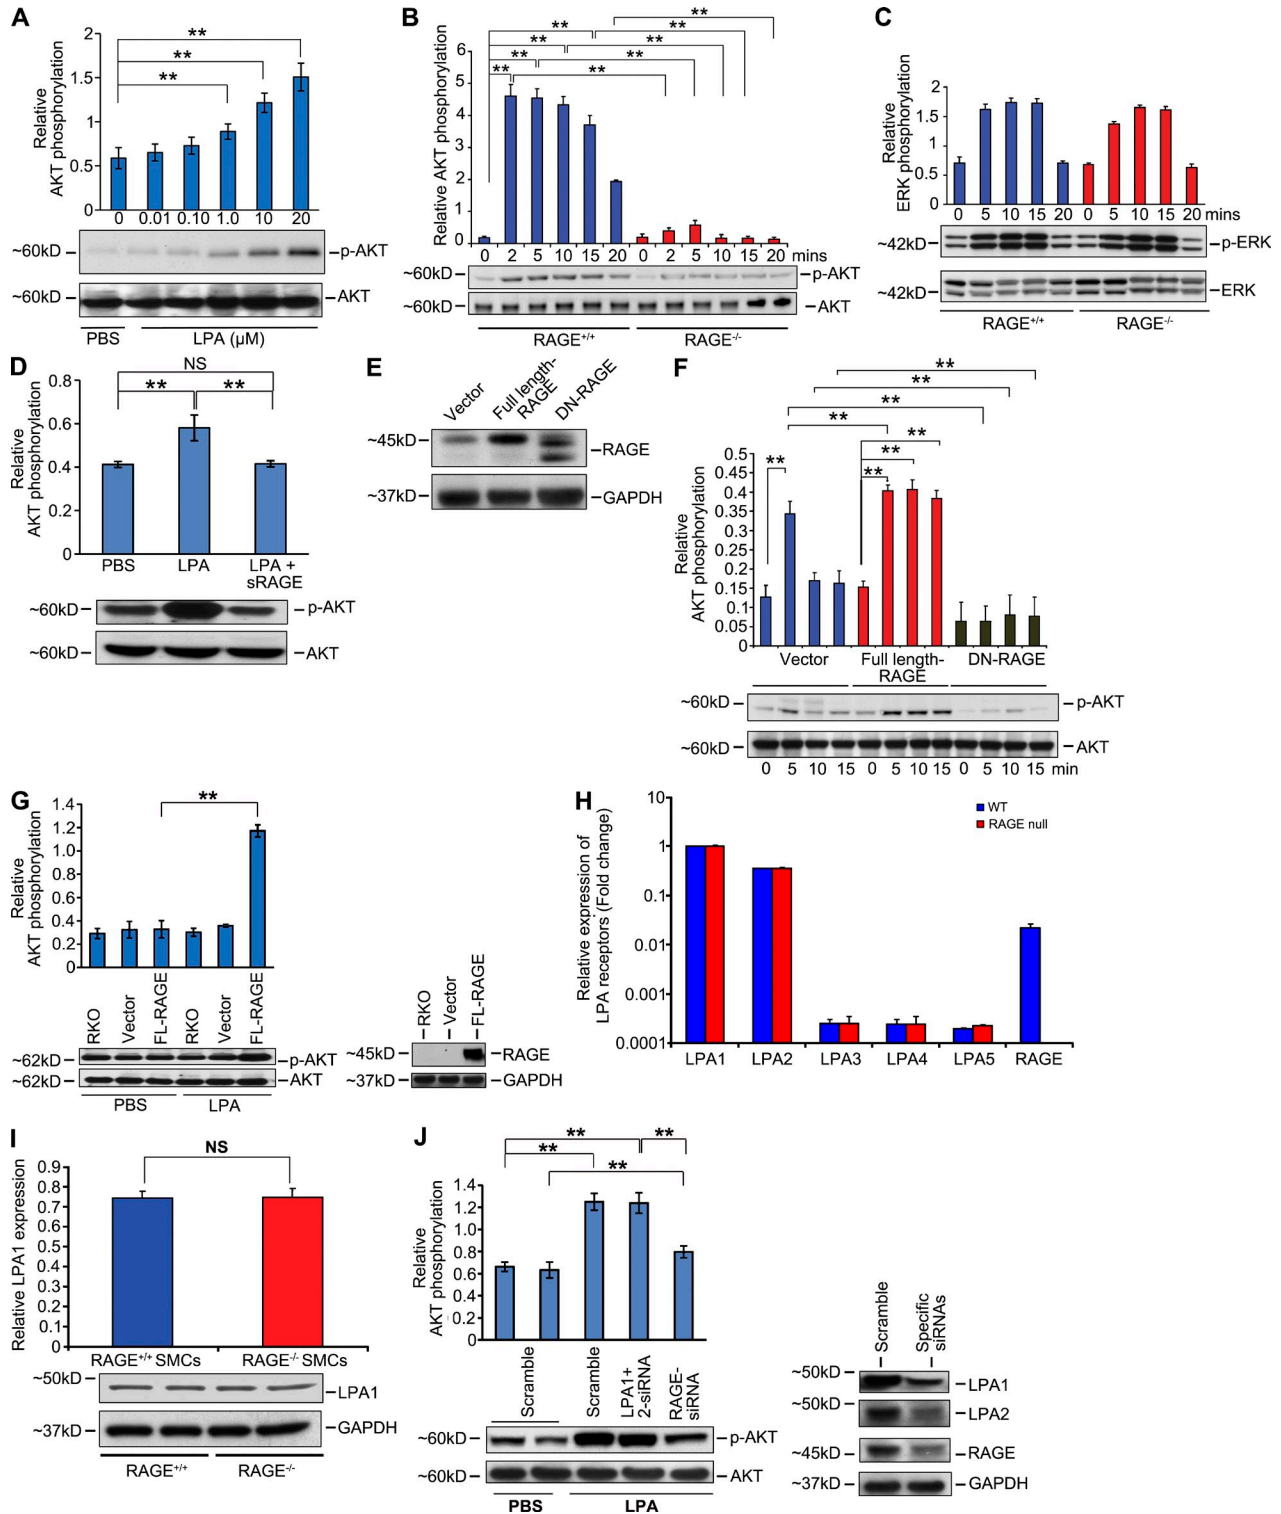 A
Relative
AKT phosphorylation
2
1.5
1
0.5
0
**
**
**
0 0.01 0.10 1.0 10 20
~60kD
p-AKT
~60kD
AKT
PBS LPA (µM)
B
Relative AKT phosphorylation
6
5
4
3
2
1
0
** **
** **
** **
** **
0 2 5 10 15 20 0 2 5 10 15 20 mins
~60kD
p-AKT
~60kD
AKT
RAGE+/+ RAGE-/-
C
Relative
ERK phosphorylation
2
1.5
1
0.5
0
0 5 10 15 20 0 5 10 15 20 mins
~42kD
p-ERK
~42kD
ERK
RAGE+/+ RAGE-/-
D
Relative
AKT phosphorylation
0.8
0.6
0.4
0.2
0
NS
** **
PBS LPA LPA +
sRAGE
~60kD
p-AKT
~60kD
AKT
E
Vector
Full length-
RAGE
DN-RAGE
~45kD
RAGE
~37kD
GAPDH
F
Relative
AKT phosphorylation
0.5
0.45
0.4
0.35
0.3
0.25
0.2
0.15
0.1
0.05
0
**
**
**
**
**
**
**
**
Vector Full length-
RAGE DN-RAGE
~60kD
p-AKT
~60kD
AKT
0 5 10 15 0 5 10 15 0 5 10 15 min
G
Relative
AKT phosphorylation
1.4
1.2
1
0.8
0.6
0.4
0.2
0
**
RKO
Vector
FL-RAGE
RKO
Vector
FL-RAGE
~62kD
p-AKT
~62kD
AKT
PBS LPA
RKO
Vector
FL-RAGE
~45kD
RAGE
~37kD
GAPDH
H
Relative expression of
LPA receptors (Fold change)
10
1
0.1
0.01
0.001
0.0001
WT
RAGE null
LPA1 LPA2 LPA3 LPA4 LPA5 RAGE
I
Relative LPA1 expression
0.9
0.8
0.7
0.6
0.5
0.4
0.3
0.2
0.1
0
NS
RAGE+/+ SMCs RAGE-/- SMCs
~50kD
LPA1
~37kD
GAPDH
RAGE+/+ RAGE-/-
J
Relative
AKT phosphorylation
1.4
1.2
1
0.8
0.6
0.4
0.2
0
** **
**
**
Scramble
Scramble
LPA1+
2-siRNA
RAGE-
siRNA
~60kD
p-AKT
~60kD
AKT
PBS LPA
Scramble
Specific
siRNAs
~50kD
LPA1
~50kD
LPA2
~45kD
RAGE
~37kD
GAPDH